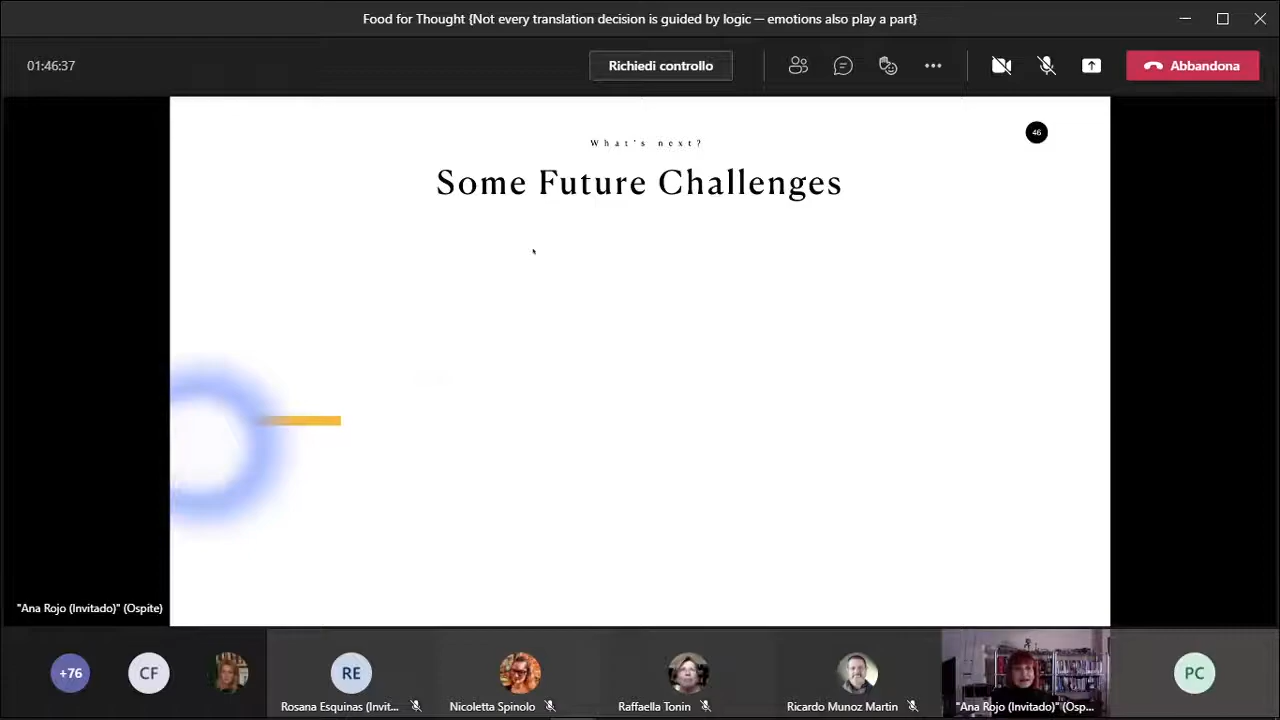 Food for Thought {Not every translation decision is guided by logic — emotions also play a part}
01:46:37
Richiedi controllo
Abbandona
46
What's next?
Some Future Challenges
"Ana Rojo (Invitado)" (Ospite)
+76
CF
RE
PC
Rosana Esquinas (Invit...
Nicoletta Spinolo
Raffaella Tonin
Ricardo Munoz Martin
"Ana Rojo (Invitado)" (Osp...